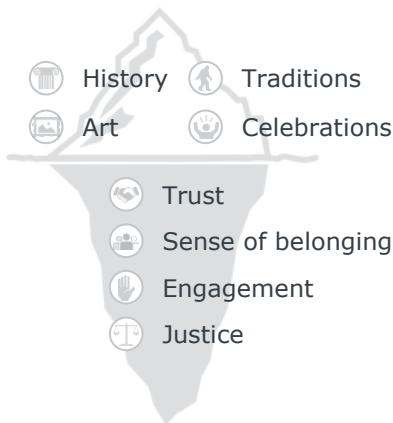 History
Traditions
Art
Celebrations
Trust
Sense of belonging
Engagement
Justice